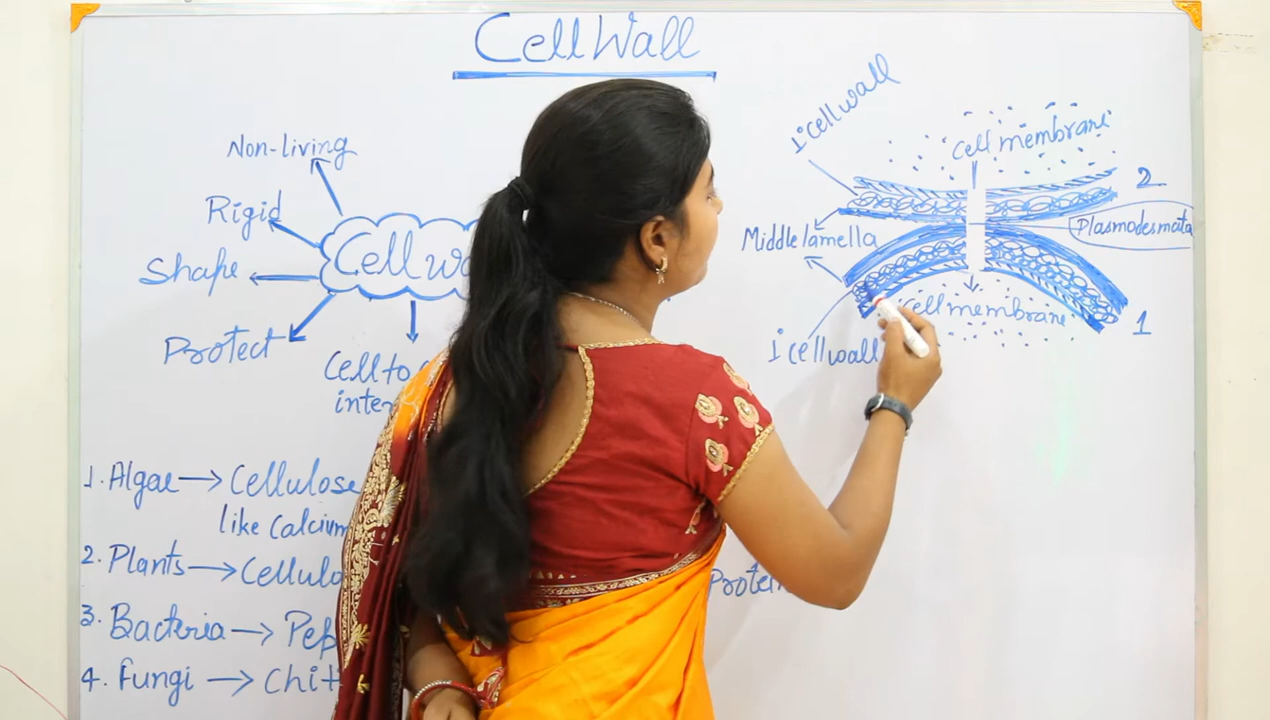 Cell Wall
Non-living
Rigid
Shape
Protect
Cell wa
Cell to
inter
1. Algae → Cellulose
like Calcium
2. Plants → Cellulo
3. Bacteria → Pep
4. Fungi → Chit
Protein
1° cell wall
Cell membrane
2
Plasmodesmata
Middle lamella
Cell membrane
1
1° cell wall